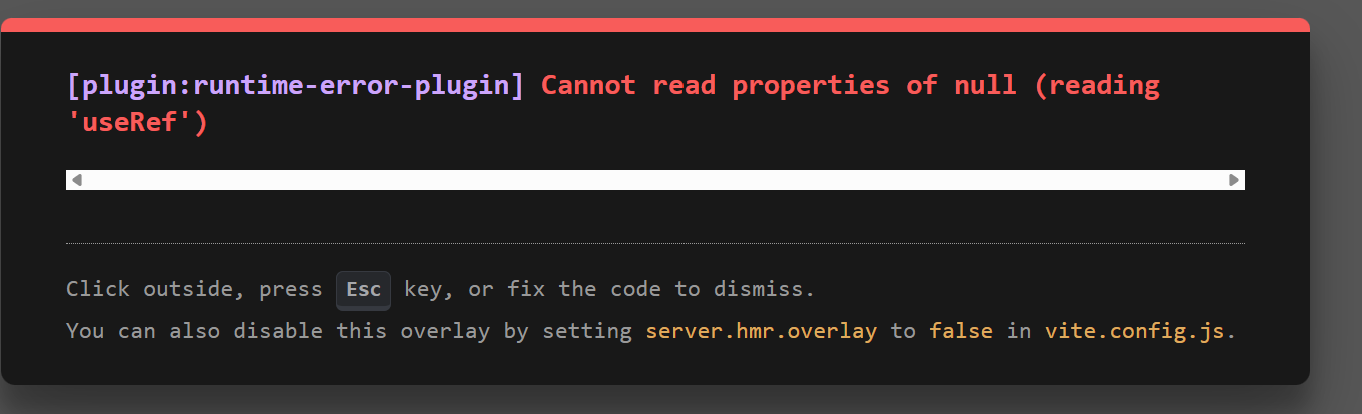 [plugin:runtime-error-plugin] Cannot read properties of null (reading
'useRef')
Click outside, press Esc key, or fix the code to dismiss.
You can also disable this overlay by setting server.hmr.overlay to false in vite.config.js.